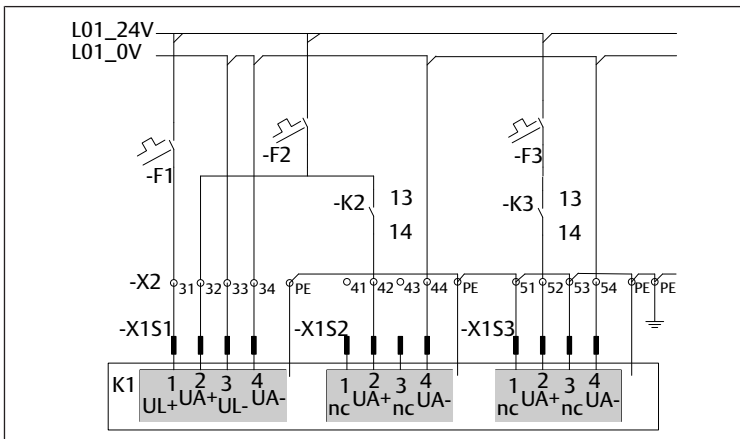 L01_24V
L01_0V
-F1
-F2
-F3
-K2 13
14
-K3 13
14
-X2 31 32 33 34 PE 41 42 43 44 PE 51 52 53 54 PE PE
-X1S1 -X1S2 -X1S3
K1
1 2 3 4
UL+ UA+ UL- UA-
1 2 3 4
nc UA+ nc UA-
1 2 3 4
nc UA+ nc UA-